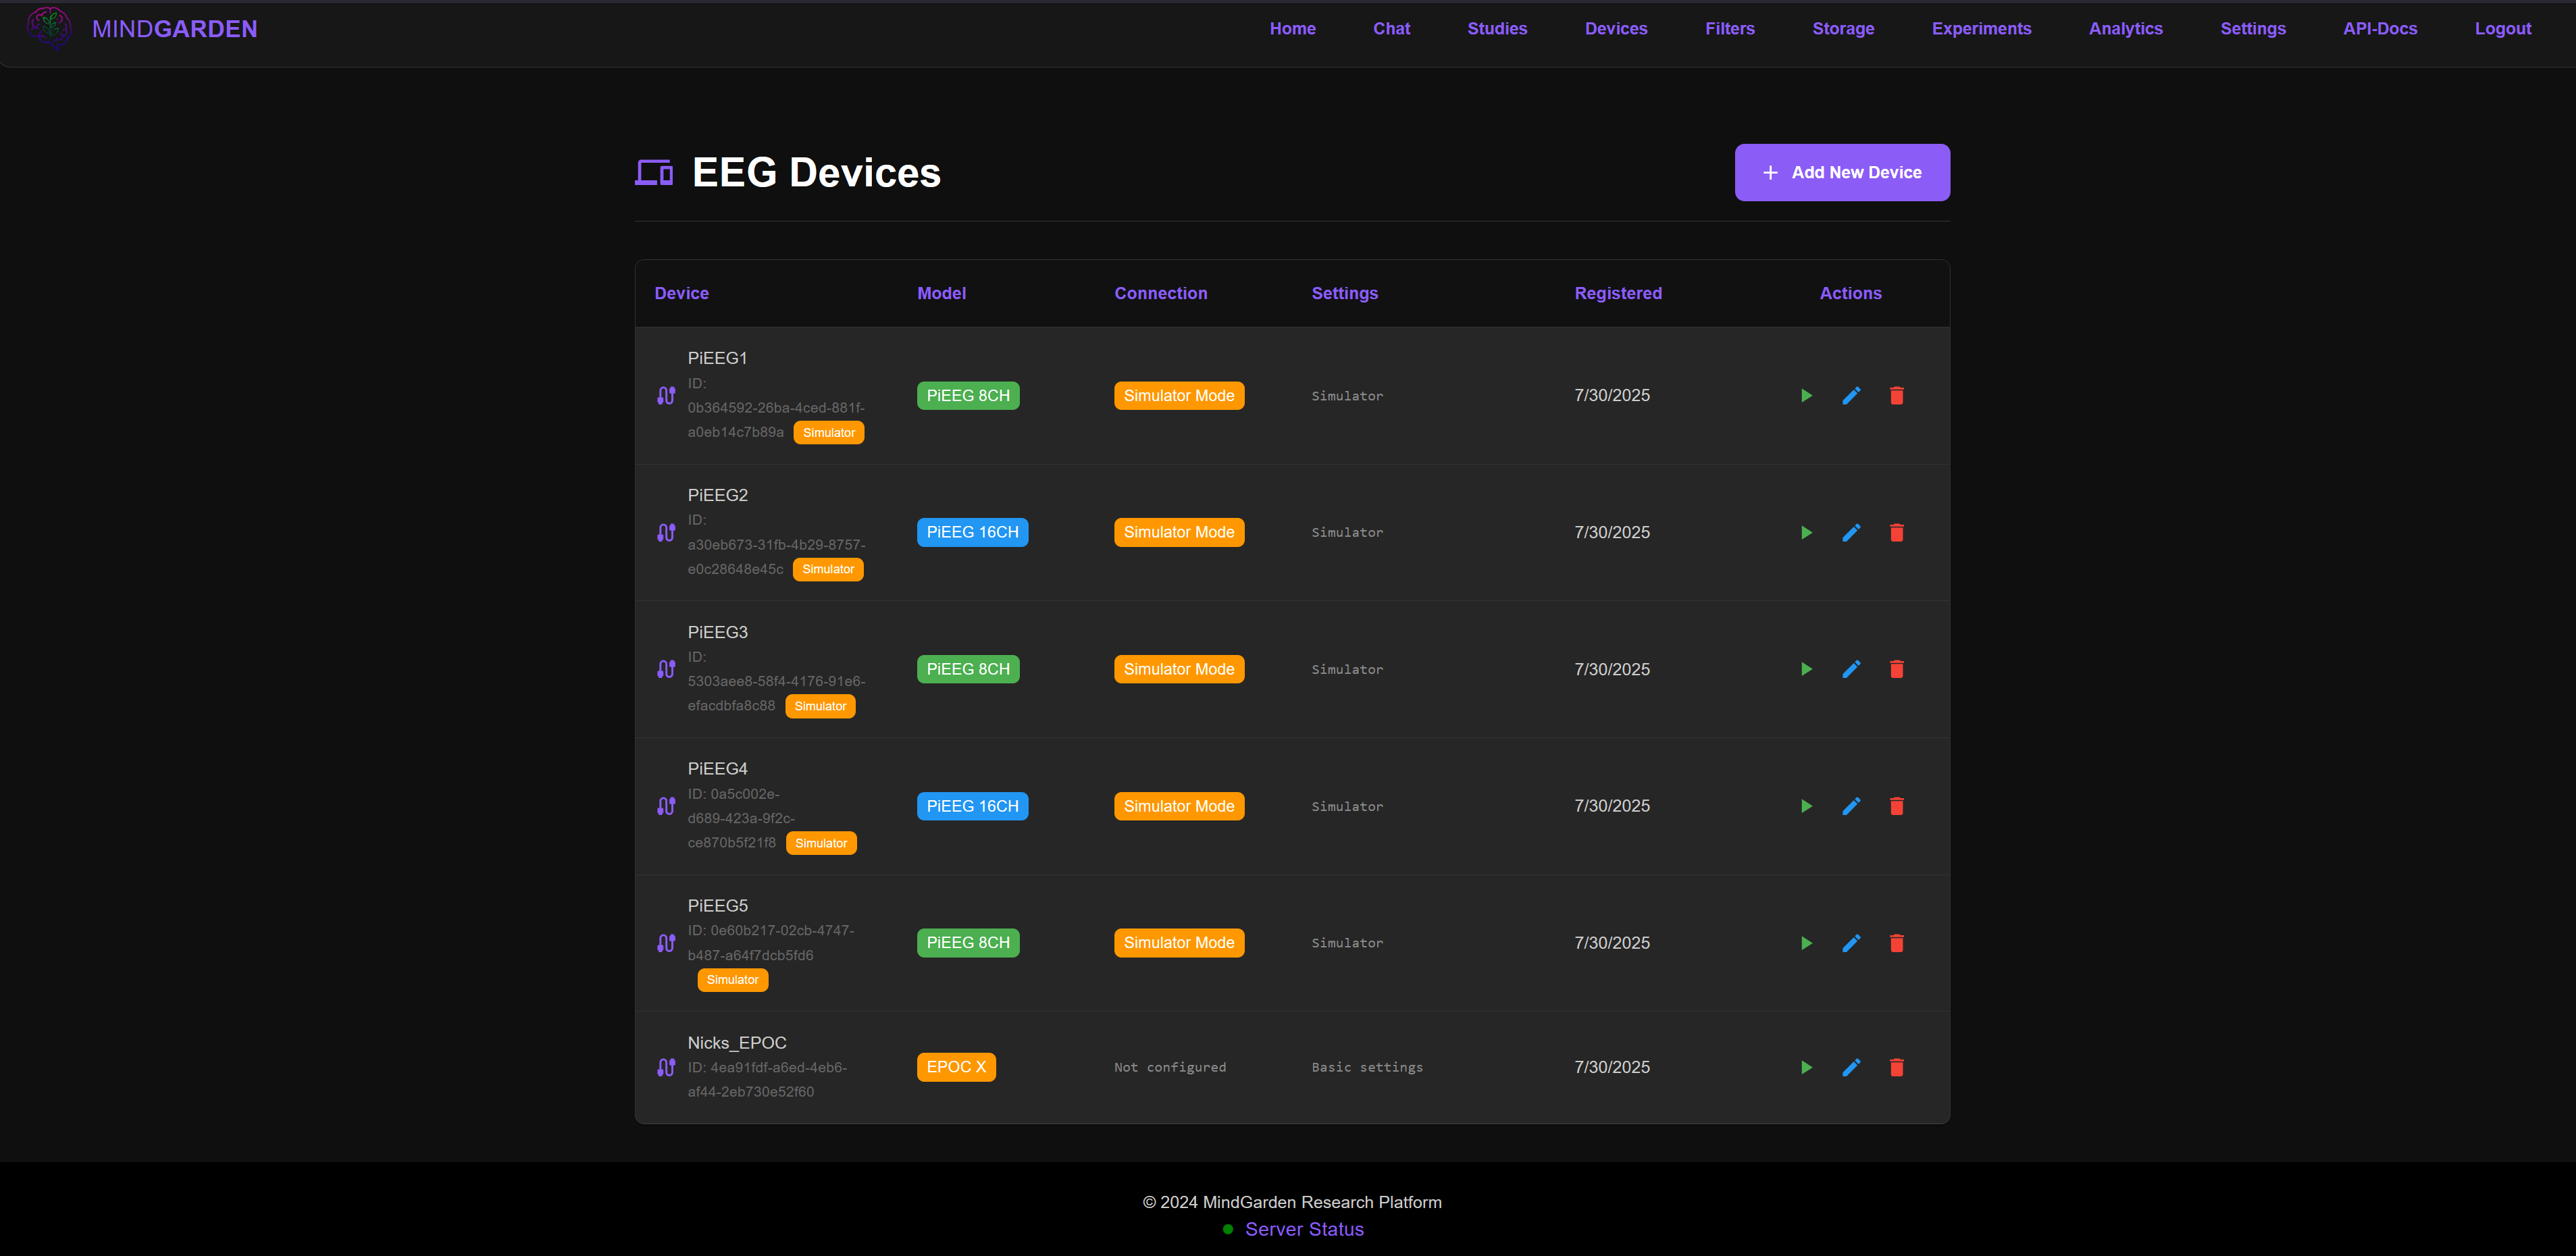 MINDGARDEN Home Chat Studies Devices Filters Storage Experiments Analytics Settings API-Docs Logout
EEG Devices + Add New Device
Device Model Connection Settings Registered Actions
PiEEG1
ID:
0b364592-26ba-4ced-881f-
a0eb14c7b89a Simulator
PiEEG 8CH Simulator Mode Simulator 7/30/2025
PiEEG2
ID:
a30eb673-31fb-4b29-8757-
e0c28648e45c Simulator
PiEEG 16CH Simulator Mode Simulator 7/30/2025
PiEEG3
ID:
5303aee8-58f4-4176-91e6-
efacdbfa8c88 Simulator
PiEEG 8CH Simulator Mode Simulator 7/30/2025
PiEEG4
ID: 0a5c002e-
d689-423a-9f2c-
ce870b5f21f8 Simulator
PiEEG 16CH Simulator Mode Simulator 7/30/2025
PiEEG5
ID: 0e60b217-02cb-4747-
b487-a64f7dcb5fd6
Simulator
PiEEG 8CH Simulator Mode Simulator 7/30/2025
Nicks_EPOC
ID: 4ea91fdf-a6ed-4eb6-
af44-2eb730e52f60
EPOC X Not configured Basic settings 7/30/2025
© 2024 MindGarden Research Platform
Server Status